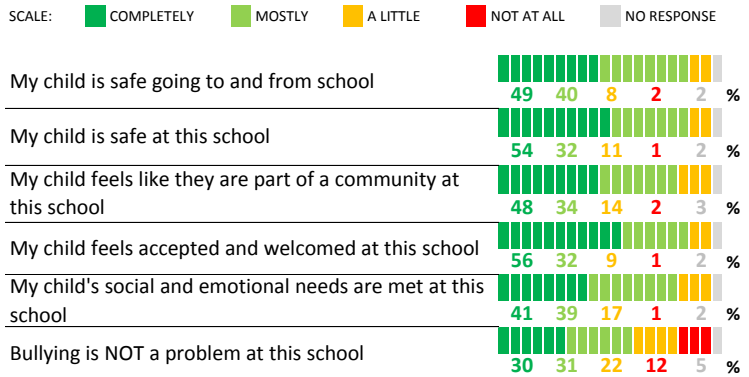 SCALE: COMPLETELY MOSTLY A LITTLE NOT AT ALL NO RESPONSE
My child is safe going to and from school
49 40 8 2 2 %
My child is safe at this school
54 32 11 1 2 %
My child feels like they are part of a community at
this school
48 34 14 2 3 %
My child feels accepted and welcomed at this school
56 32 9 1 2 %
My child's social and emotional needs are met at this
school
41 39 17 1 2 %
Bullying is NOT a problem at this school
30 31 22 12 5 %